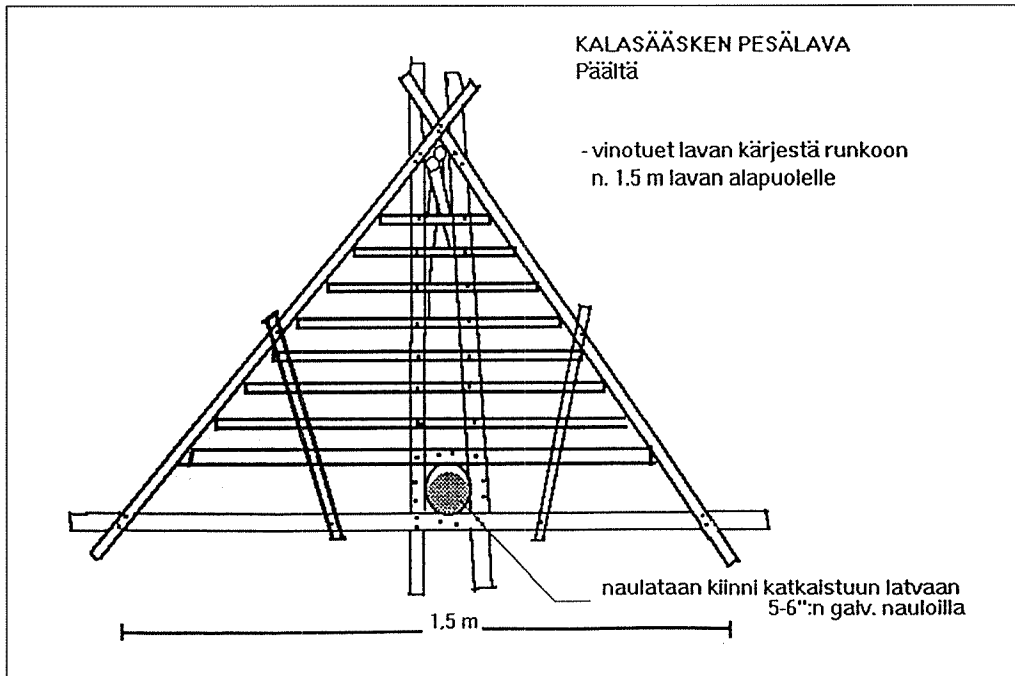 KALASÄÄSKEN PESÄLAVA
Päältä
- vinotuet lavan kärjestä runkoon
n. 1.5 m lavan alapuolelle
naulataan kiinni katkaistuun latvaan
5-6":n galv. nauloilla
1.5 m